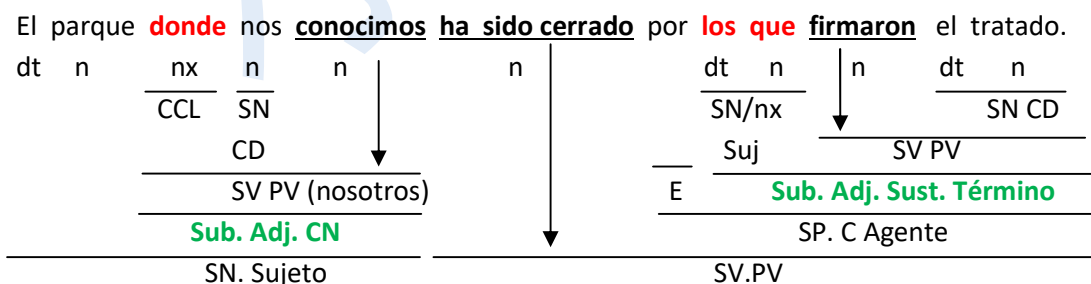 El parque donde nos conocimos ha sido cerrado por los que firmaron el tratado.
dt n nx n n n dt n n dt n
CCL SN SN/nx SN CD
CD Suj SV PV
SV PV (nosotros) E Sub. Adj. Sust. Término
Sub. Adj. CN SP. C Agente
SN. Sujeto SV.PV